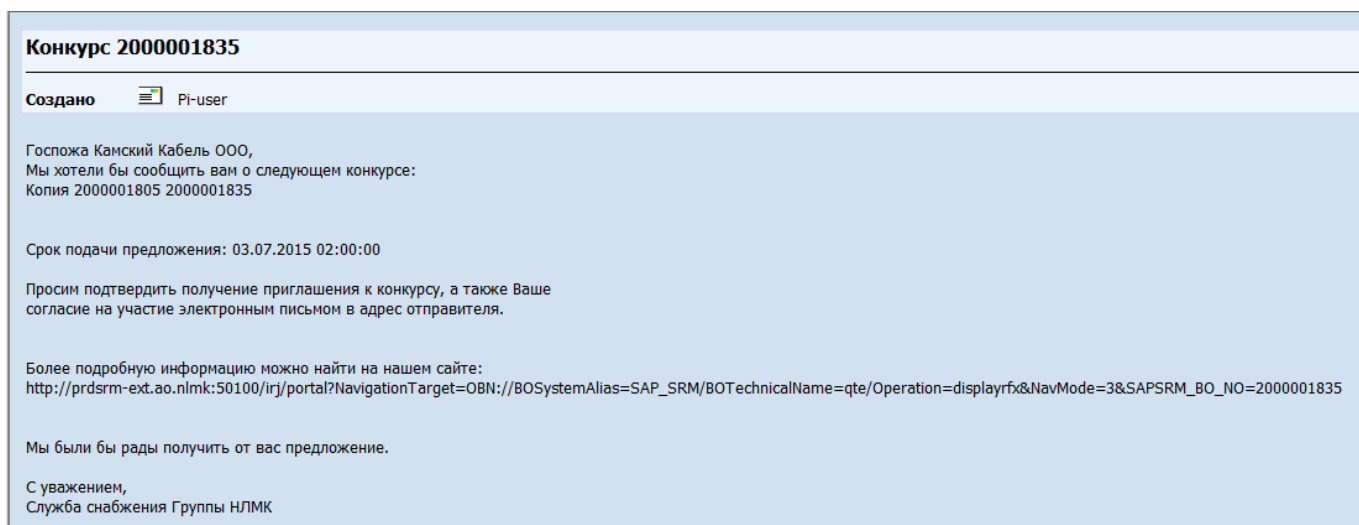 Конкурс 2000001835
Создано Pi-user
Госпожа Камский Кабель ООО,
Мы хотели бы сообщить вам о следующем конкурсе:
Копия 2000001805 2000001835
Срок подачи предложения: 03.07.2015 02:00:00
Просим подтвердить получение приглашения к конкурсу, а также Ваше
согласие на участие электронным письмом в адрес отправителя.
Более подробную информацию можно найти на нашем сайте:
http://prdsrm-ext.ao.nlmk:50100/irj/portal?NavigationTarget=OBN://BOSystemAlias=SAP_SRM/BOTechnicalName=qte/Operation=displayrfx&NavMode=3&SAPSRM_BO_NO=2000001835
Мы были бы рады получить от вас предложение.
С уважением,
Служба снабжения Группы НЛМК